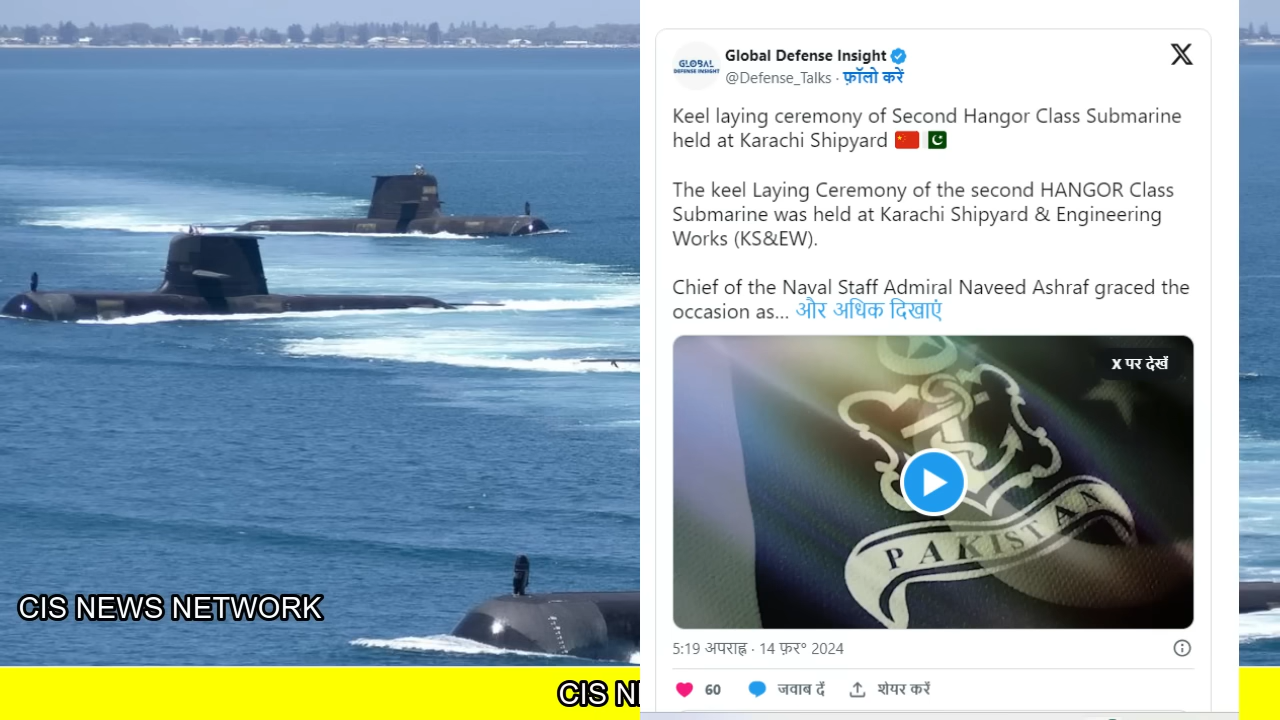 GLOBAL
DEFENSE INSIGHT
Global Defense Insight
@Defense_Talks · फ़ॉलो करें
X
Keel laying ceremony of Second Hangor Class Submarine
held at Karachi Shipyard 🇨🇳 🇵🇰
The keel Laying Ceremony of the second HANGOR Class
Submarine was held at Karachi Shipyard & Engineering
Works (KS&EW).
Chief of the Naval Staff Admiral Naveed Ashraf graced the
occasion as... और अधिक दिखाएं
X पर देखें
PAKISTAN
5:19 अपराह्न · 14 फ़र॰ 2024
60 जवाब दें शेयर करें
CIS NEWS NETWORK
CIS N